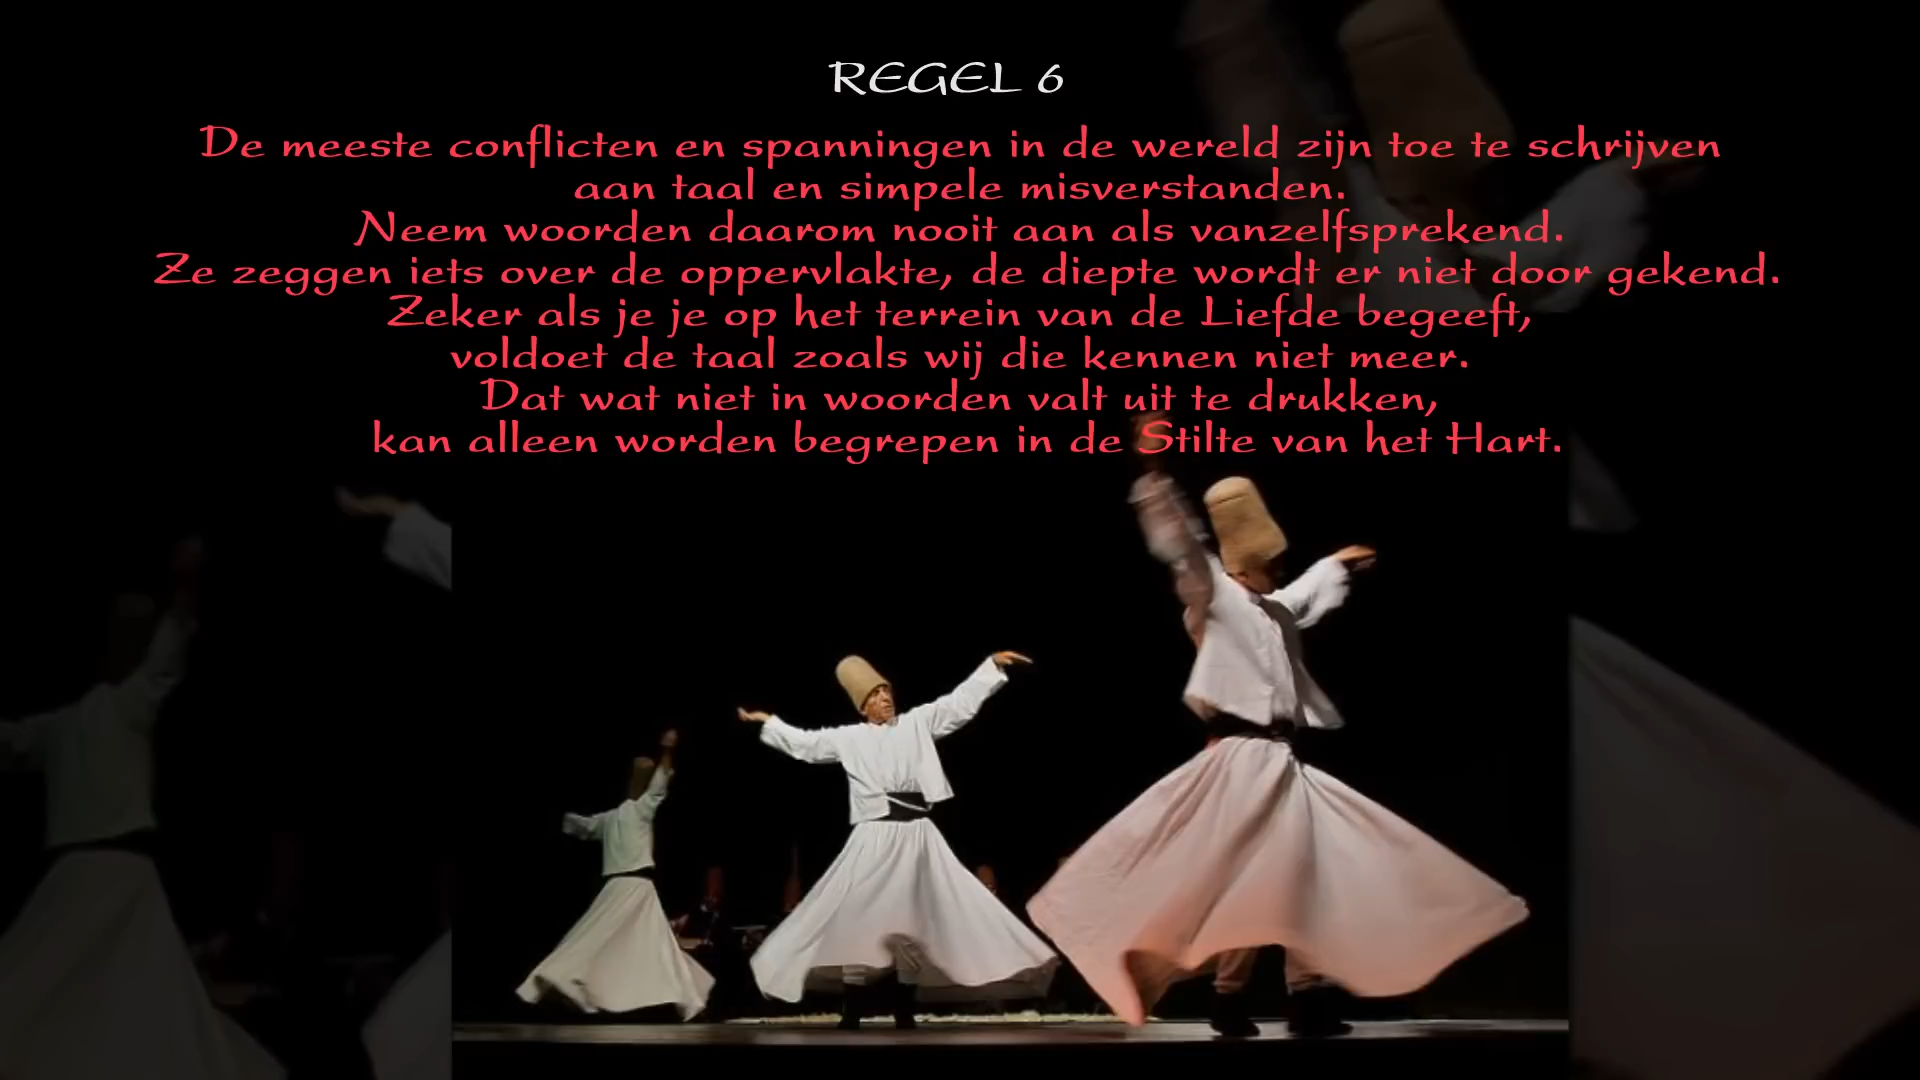 REGEL 6
De meeste conflicten en spanningen in de wereld zijn toe te schrijven
aan taal en simpele misverstanden.
Neem woorden daarom nooit aan als vanzelfsprekend.
Ze zeggen iets over de oppervlakte, de diepte wordt er niet door gekend.
Zeker als je je op het terrein van de Liefde begeeft,
voldoet de taal zoals wij die kennen niet meer.
Dat wat niet in woorden valt uit te drukken,
kan alleen worden begrepen in de Stilte van het Hart.